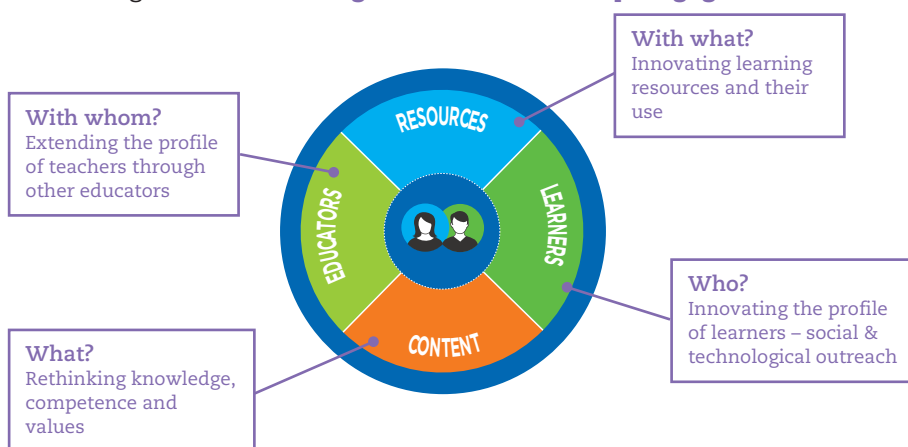 With what?
Innovating learning
resources and their
use
With whom?
Extending the profile
of teachers through
other educators
RESOURCES
EDUCATORS
LEARNERS
CONTENT
Who?
Innovating the profile
of learners – social &
technological outreach
What?
Rethinking knowledge,
competence and
values